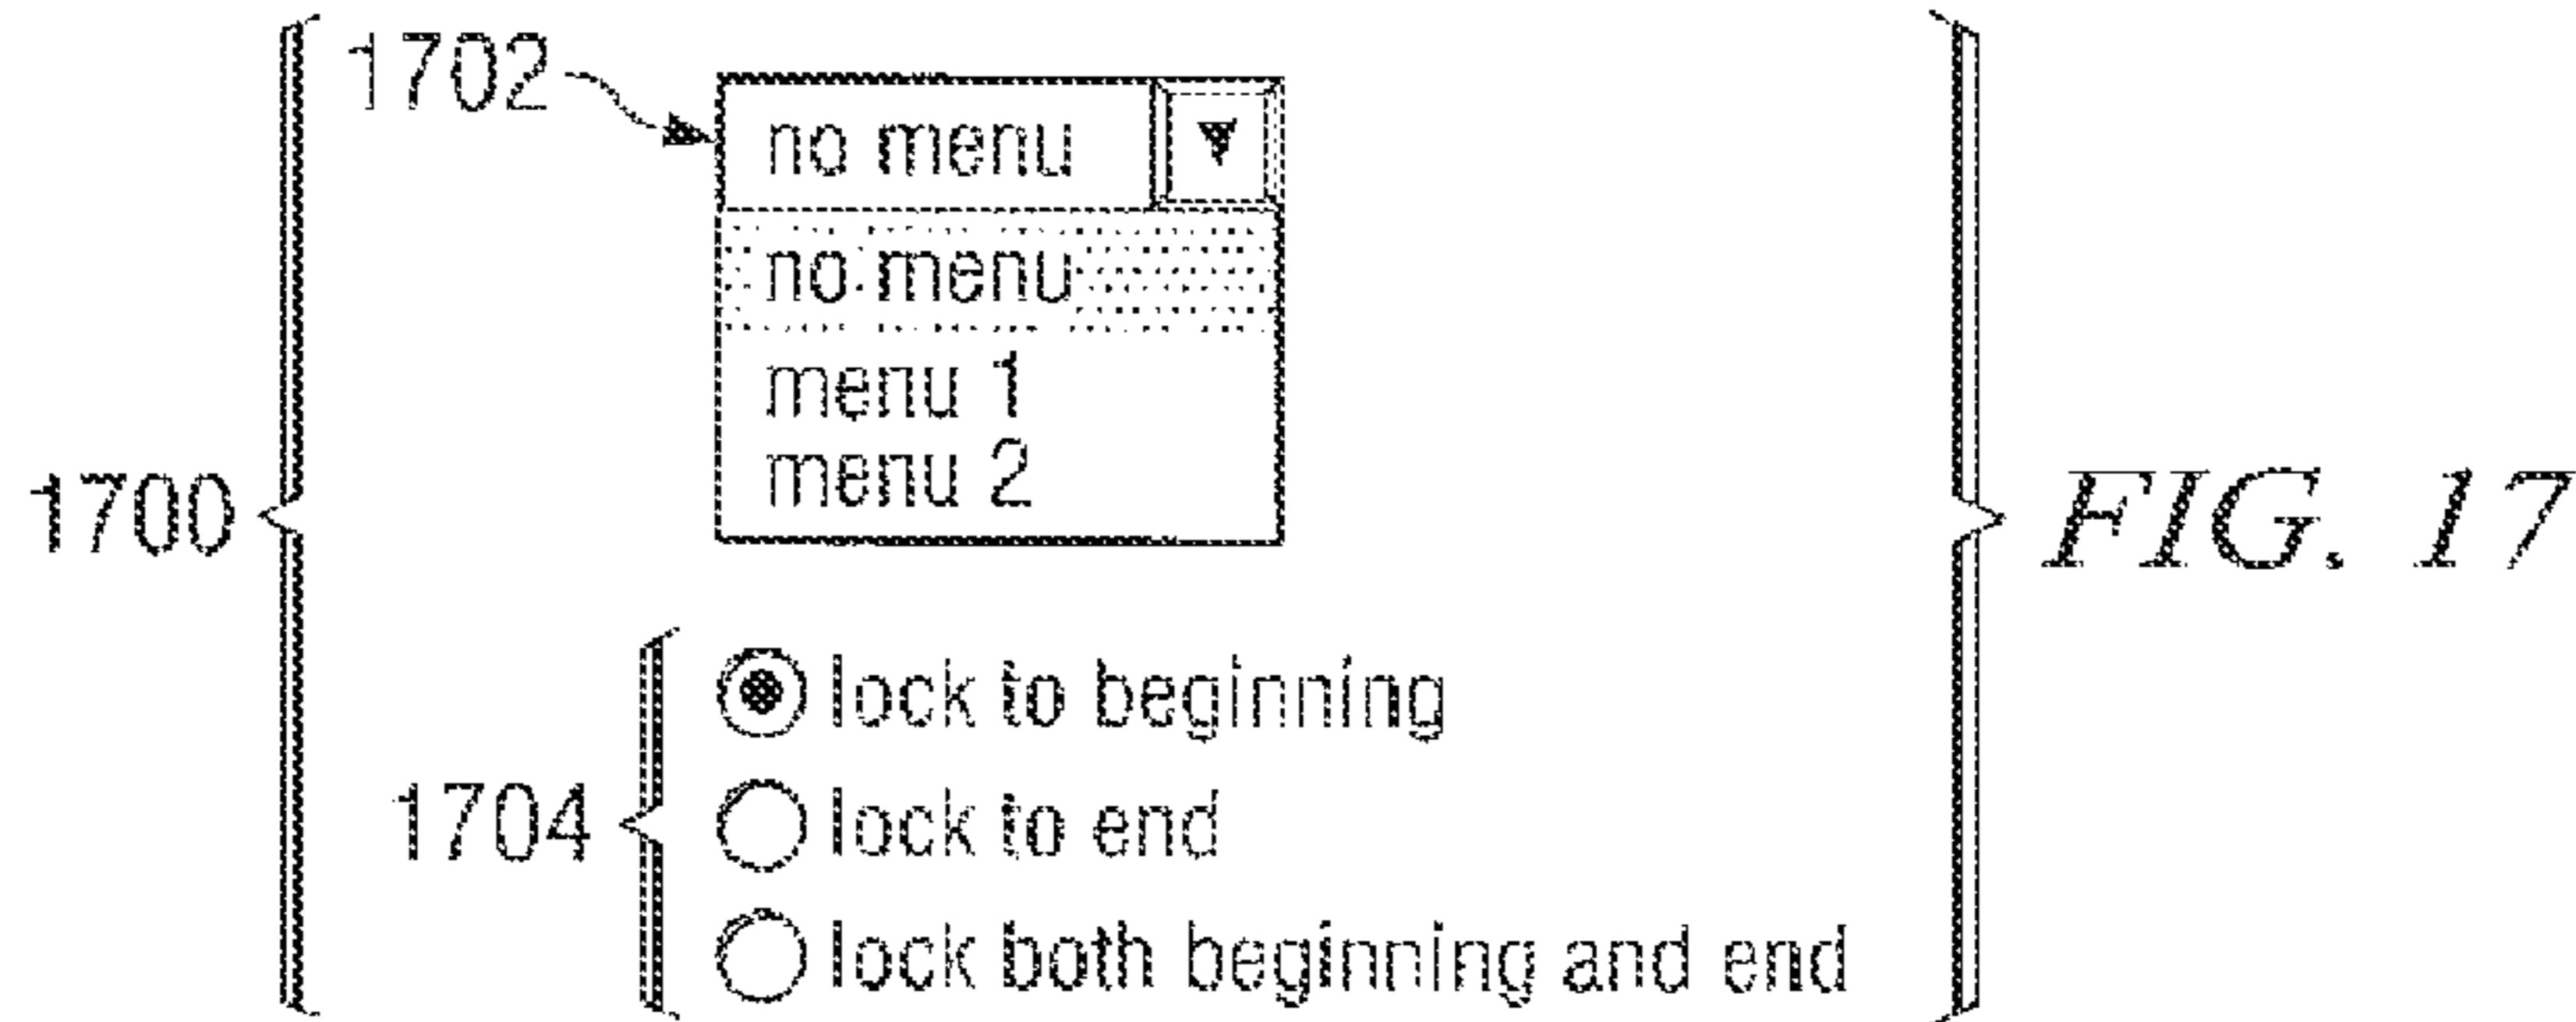 1702
no menu
no menu
menu 1
menu 2
1700
FIG. 17
lock to beginning
1704
lock to end
lock both beginning and end